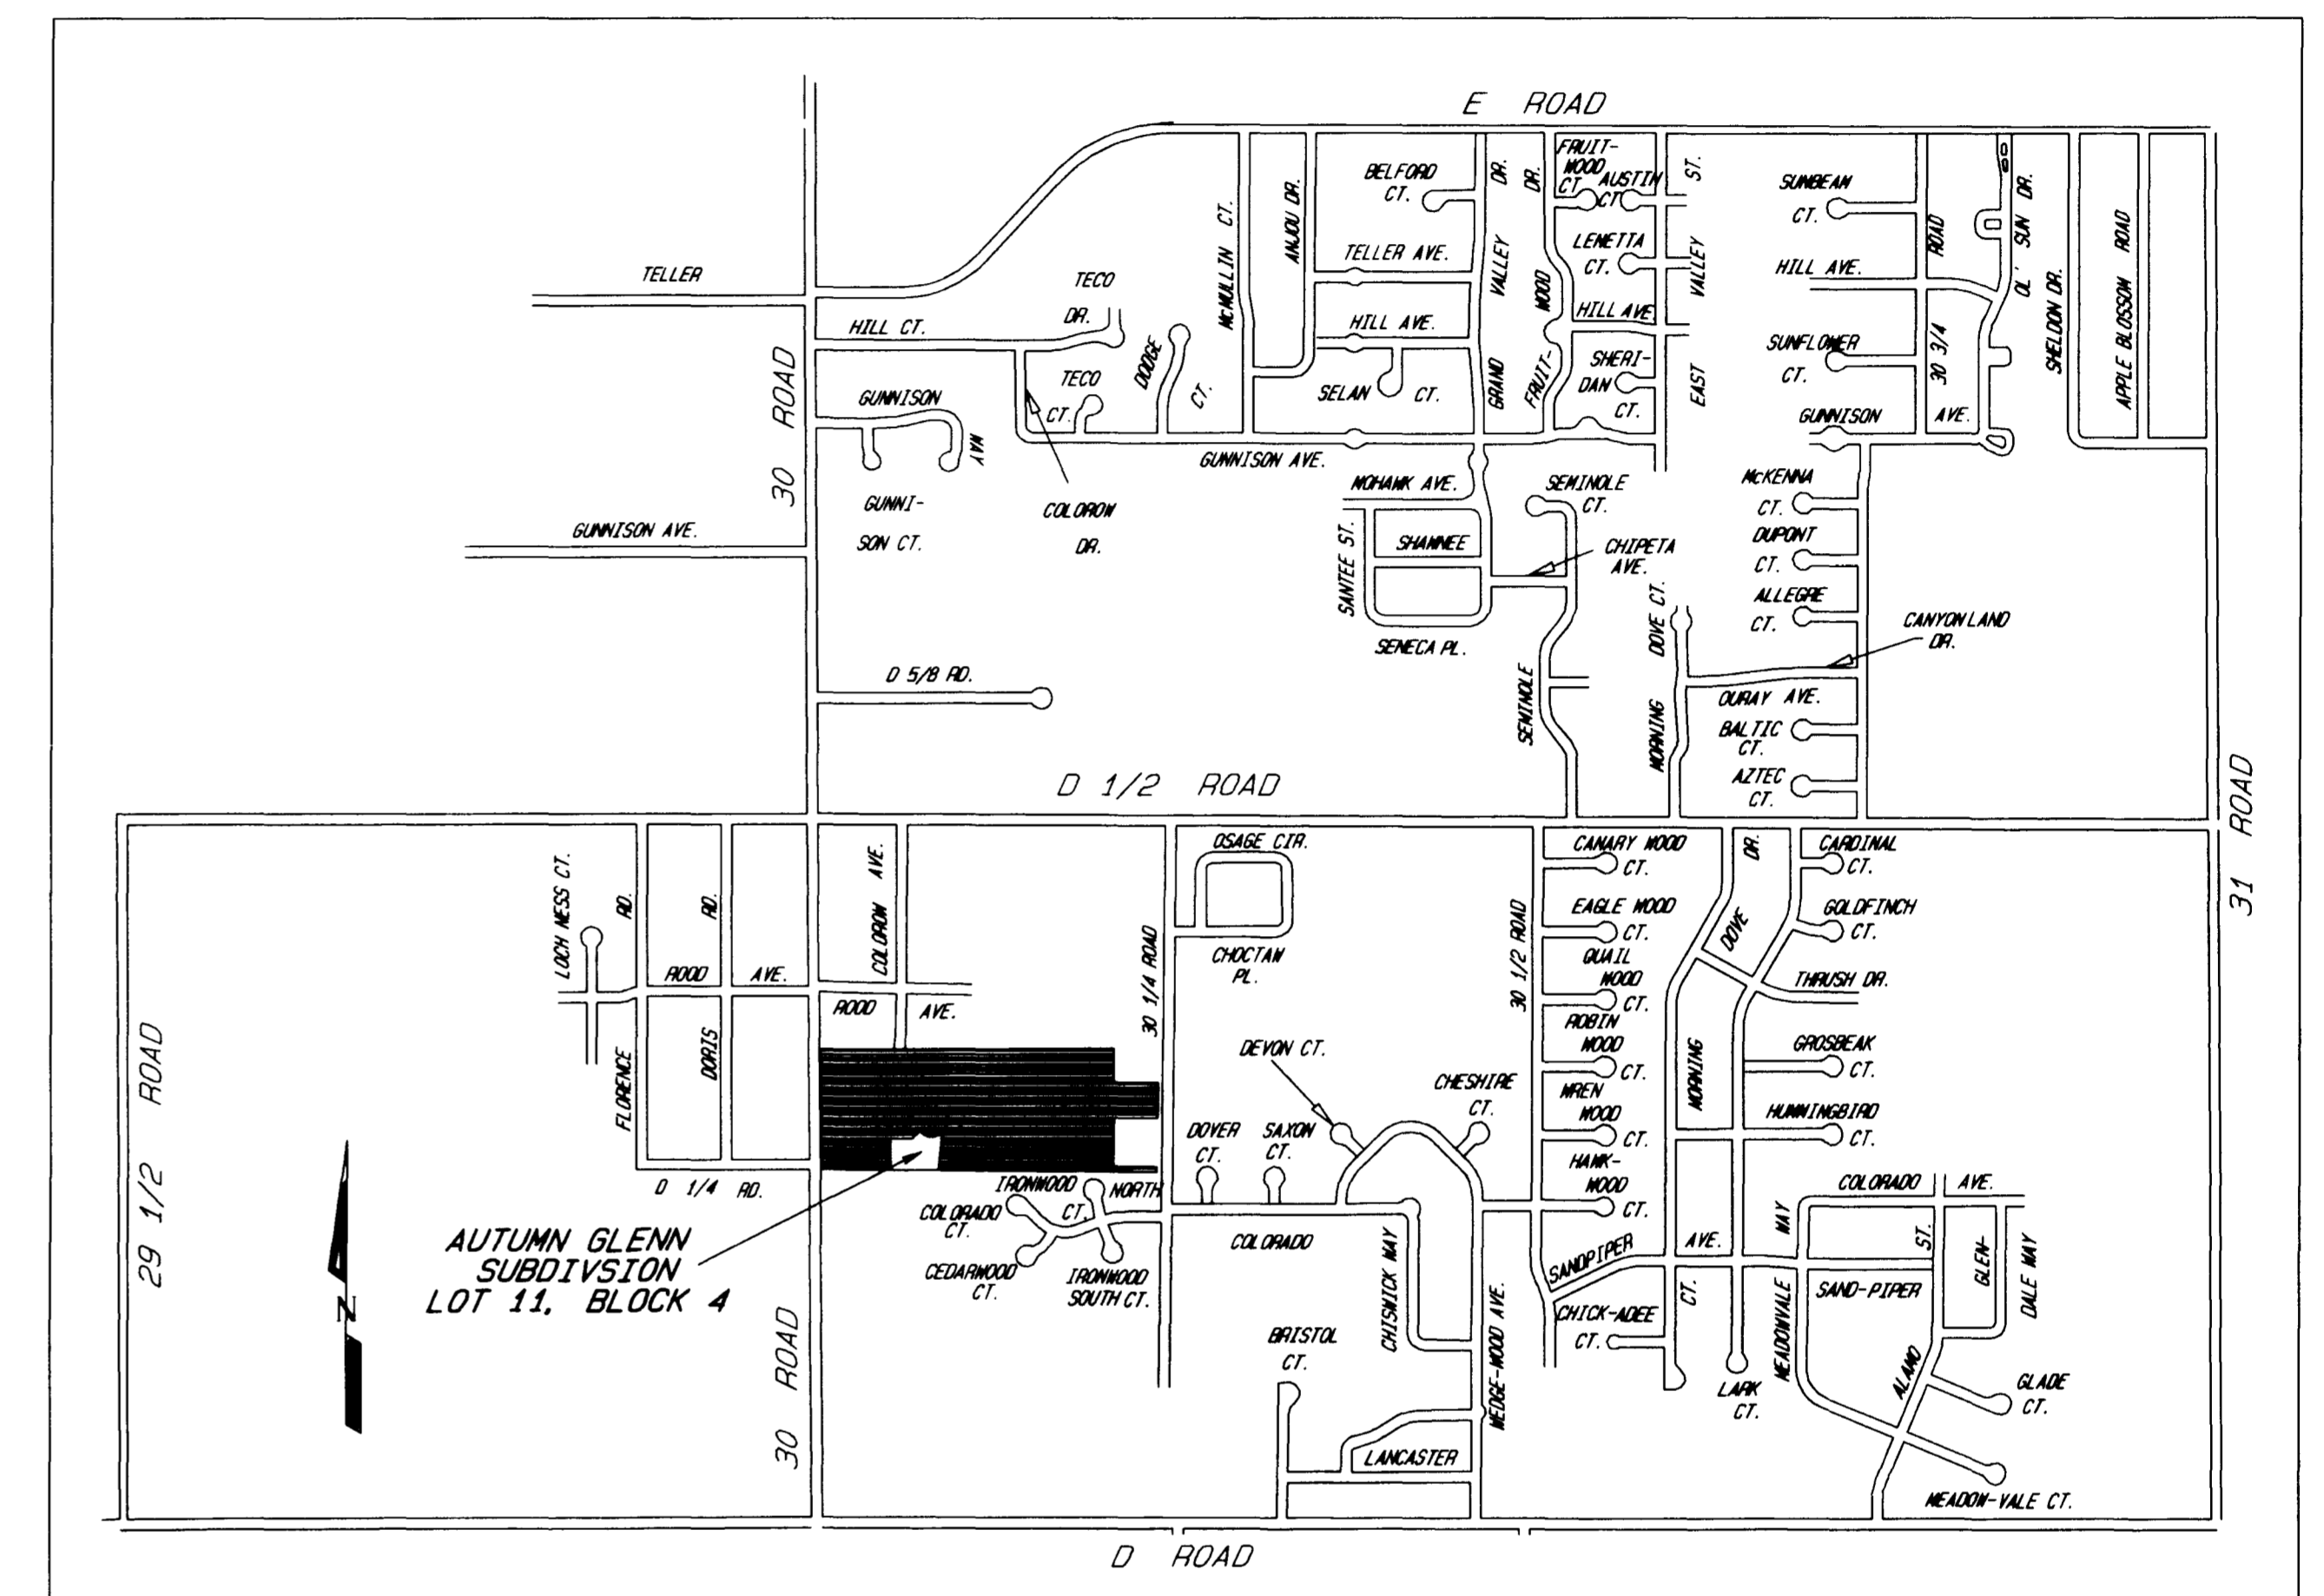 E ROAD
FRUIT-
WOOD
CT.
AUSTIN
CT.
BELFORD
CT.
DR.
DR.
ST.
SUNBEAM
CT.
MCMULLIN CT.
ANJOU DR.
TELLER AVE.
VALLEY
GRAND
WOOD
FRUIT-
LENETTA
CT.
VALLEY
EAST
ROAD
30 3/4
OL' SUN DR.
SHELDON DR.
APPLE BLOSSOM ROAD
HILL AVE.
TELLER
TECO
DR.
HILL CT.
HILL AVE.
HILL AVE.
DODGE
CT.
SHERI-
DAN
CT.
SUNFLOWER
CT.
30 ROAD
GUNNISON
WAY
TECO
CT.
SELAN CT.
GUNNISON AVE.
GUNNISON AVE.
GUNNI-
SON CT.
COLOROW
DR.
MOHAWK AVE.
SEMINOLE
CT.
McKENNA
CT.
GUNNISON AVE.
SANTEE ST.
SHAWNEE
CHIPETA
AVE.
DUPONT
CT.
ALLEGRE
CT.
CANYONLAND
DR.
SENECA PL.
SEMINOLE
MORNING DOVE CT.
D 5/8 RD.
OURAY AVE.
BALTIC
CT.
AZTEC
CT.
D 1/2 ROAD
31 ROAD
LOCH NESS CT.
FLORENCE RD.
DORIS RD.
COLOROW AVE.
OSAGE CIR.
CHOCTAW
PL.
30 1/4 ROAD
30 1/2 ROAD
CANARY WOOD
CT.
EAGLE WOOD
CT.
QUAIL
WOOD
CT.
ROBIN
WOOD
CT.
WREN
WOOD
CT.
HAWK-
WOOD
CT.
MORNING DOVE DR.
CARDINAL
CT.
GOLDFINCH
CT.
THRUSH DR.
GROSBEAK
CT.
HUMMINGBIRD
CT.
ROOD AVE.
ROOD AVE.
29 1/2 ROAD
DEVON CT.
CHESHIRE
CT.
DOVER
CT.
SAXON
CT.
D 1/4 RD.
IRONWOOD
NORTH
CT.
COLORADO
CT.
CEDARWOOD
CT.
IRONWOOD
SOUTH CT.
COLORADO
AUTUMN GLENN
SUBDIVSION
LOT 11, BLOCK 4
N
30 ROAD
CHISWICK WAY
WEDGE-WOOD AVE.
SANDPIPER AVE.
CHICK-ADEE
CT.
CT.
LARK
CT.
MEADOWVALE WAY
COLORADO AVE.
SAND-PIPER
ALAMO ST.
GLEN-
DALE WAY
GLADE
CT.
BRISTOL
CT.
LANCASTER
MEADOW-VALE CT.
D ROAD